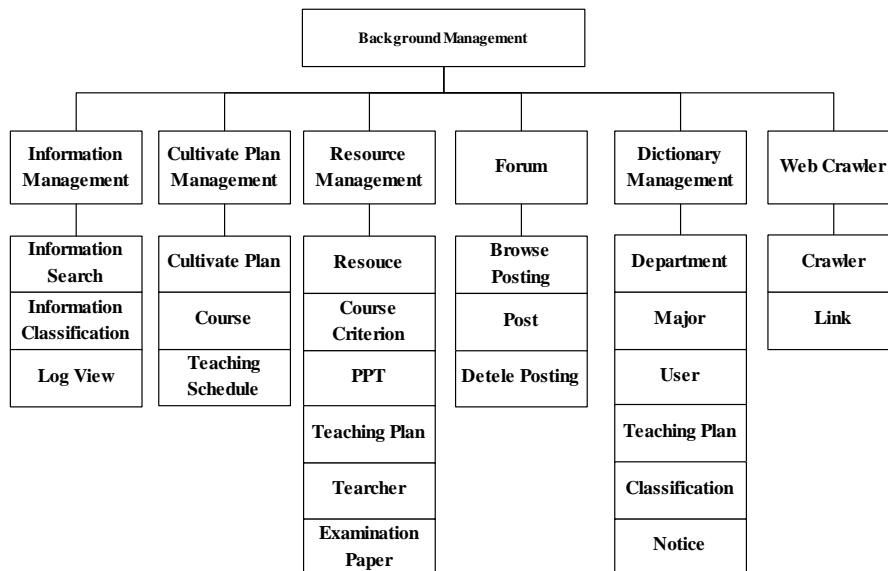 Background Management
Information
Management
Cultivate Plan
Management
Resource
Management
Forum
Dictionary
Management
Web Crawler
Information
Search
Information
Classification
Log View
Cultivate Plan
Course
Teaching
Schedule
Resouce
Course
Criterion
PPT
Teaching Plan
Tearcher
Examination
Paper
Browse
Posting
Post
Detele Posting
Department
Major
User
Teaching Plan
Classification
Notice
Crawler
Link